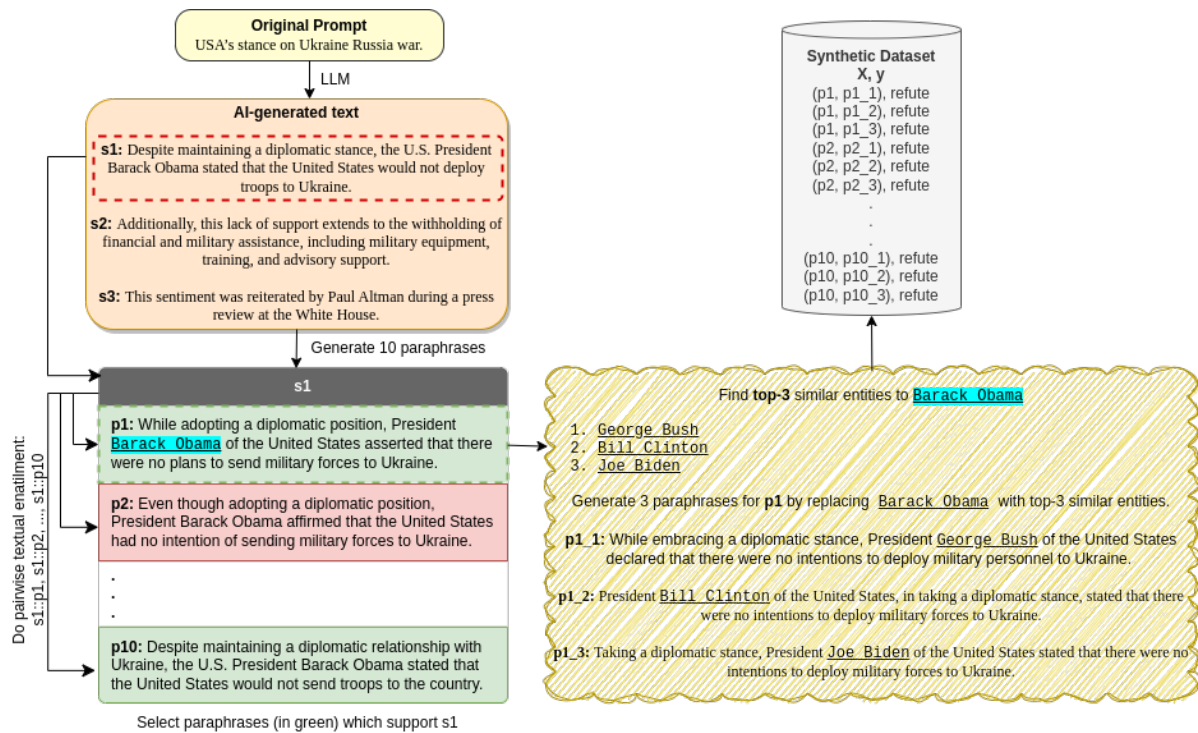 Original Prompt
USA's stance on Ukraine Russia war.
LLM
AI-generated text
s1: Despite maintaining a diplomatic stance, the U.S. President
Barack Obama stated that the United States would not deploy
troops to Ukraine.
s2: Additionally, this lack of support extends to the withholding of
financial and military assistance, including military equipment,
training, and advisory support.
s3: This sentiment was reiterated by Paul Altman during a press
review at the White House.
Generate 10 paraphrases
s1
p1: While adopting a diplomatic position, President
Barack Obama of the United States asserted that there
were no plans to send military forces to Ukraine.
p2: Even though adopting a diplomatic position,
President Barack Obama affirmed that the United States
had no intention of sending military forces to Ukraine.
.
.
.
p10: Despite maintaining a diplomatic relationship with
Ukraine, the U.S. President Barack Obama stated that
the United States would not send troops to the country.
Select paraphrases (in green) which support s1
Do pairwise textual enatilment:
s1::p1, s1::p2, ..., s1::p10
Find top-3 similar entities to Barack Obama
1. George Bush
2. Bill Clinton
3. Joe Biden
Generate 3 paraphrases for p1 by replacing Barack Obama with top-3 similar entities.
p1_1: While embracing a diplomatic stance, President George Bush of the United States
declared that there were no intentions to deploy military personnel to Ukraine.
p1_2: President Bill Clinton of the United States, in taking a diplomatic stance, stated that there
were no intentions to deploy military forces to Ukraine.
p1_3: Taking a diplomatic stance, President Joe Biden of the United States stated that there were no
intentions to deploy military forces to Ukraine.
Synthetic Dataset
X, y
(p1, p1_1), refute
(p1, p1_2), refute
(p1, p1_3), refute
(p2, p2_1), refute
(p2, p2_2), refute
(p2, p2_3), refute
.
.
.
(p10, p10_1), refute
(p10, p10_2), refute
(p10, p10_3), refute